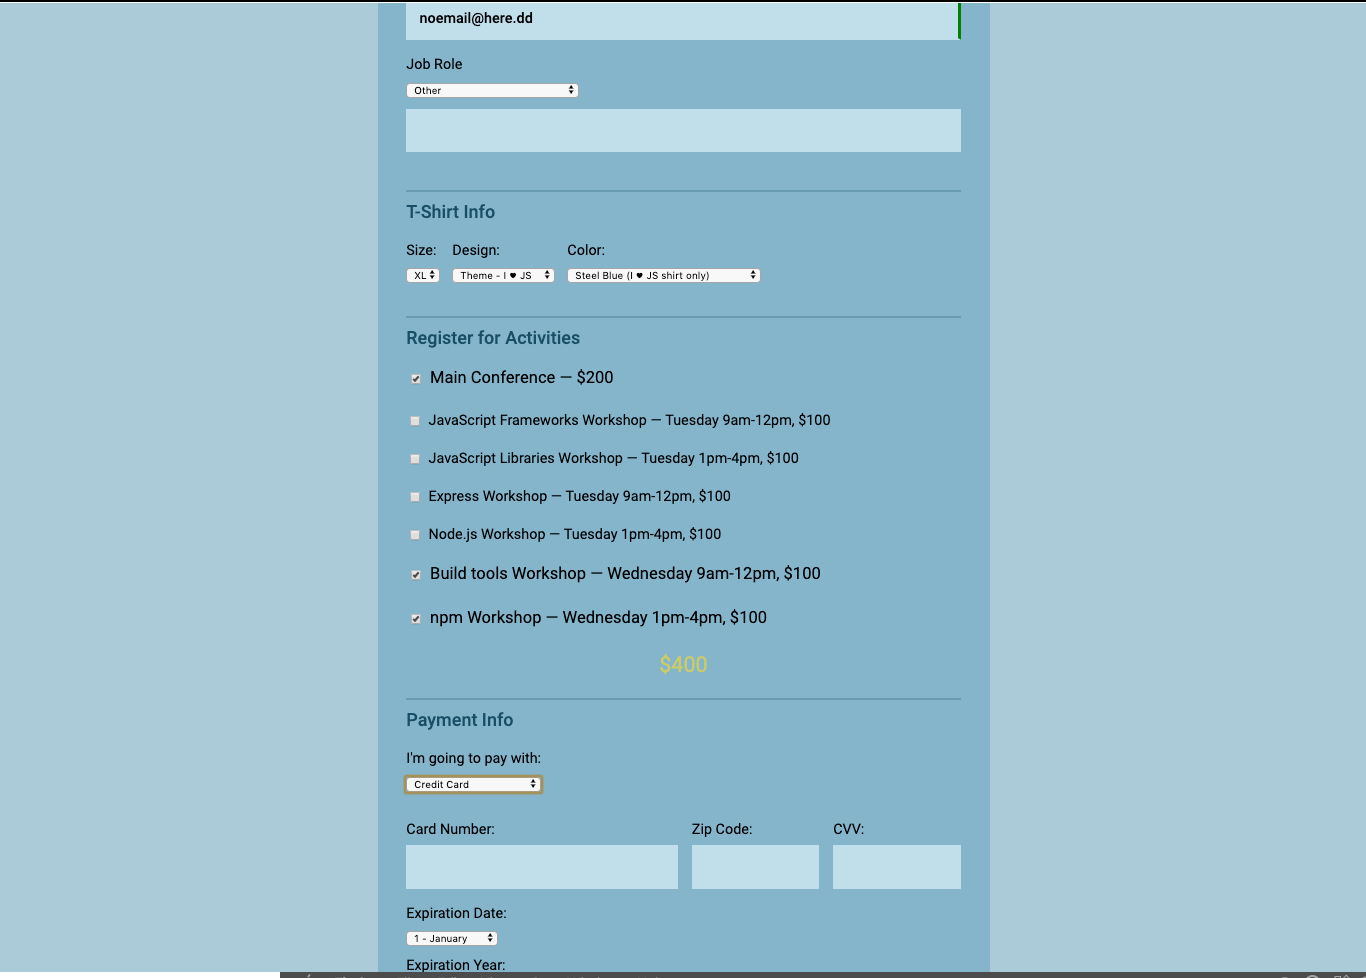 noemail@here.dd
Job Role
Other
T-Shirt Info
Size: Design: Color:
XL Theme - I ♥ JS Steel Blue (I ♥ JS shirt only)
Register for Activities
Main Conference — $200
JavaScript Frameworks Workshop — Tuesday 9am-12pm, $100
JavaScript Libraries Workshop — Tuesday 1pm-4pm, $100
Express Workshop — Tuesday 9am-12pm, $100
Node.js Workshop — Tuesday 1pm-4pm, $100
Build tools Workshop — Wednesday 9am-12pm, $100
npm Workshop — Wednesday 1pm-4pm, $100
$400
Payment Info
I'm going to pay with:
Credit Card
Card Number: Zip Code: CVV:
Expiration Date:
1 - January
Expiration Year: